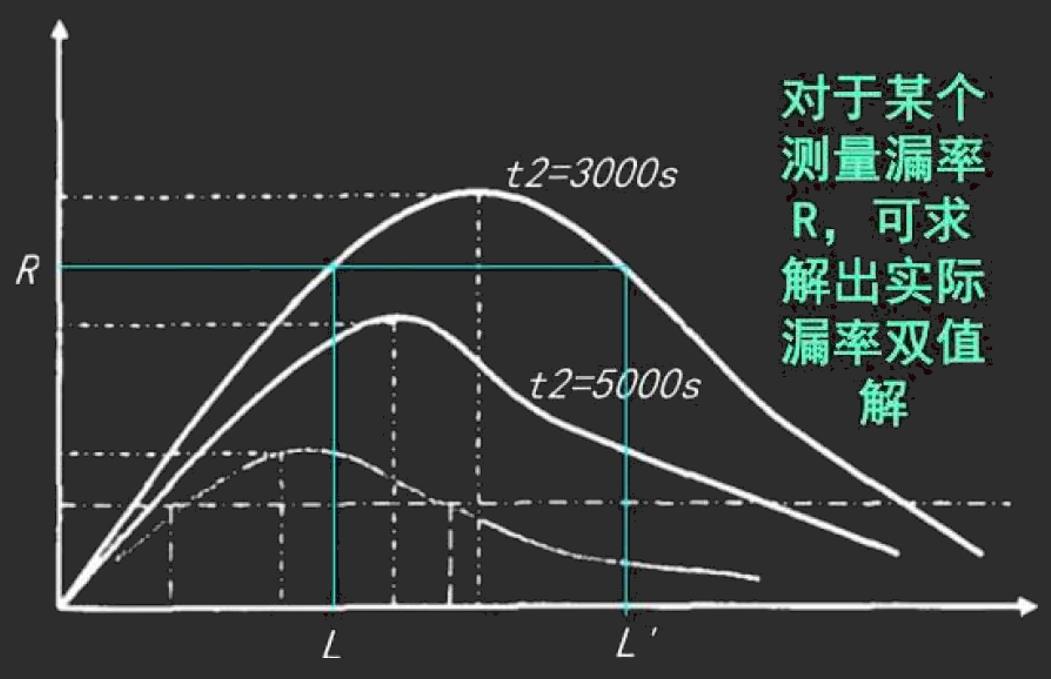 对于某个
测量漏率
R，可求
解出实际
漏率双值
解
t2=3000s
R
t2=5000s
L
L'